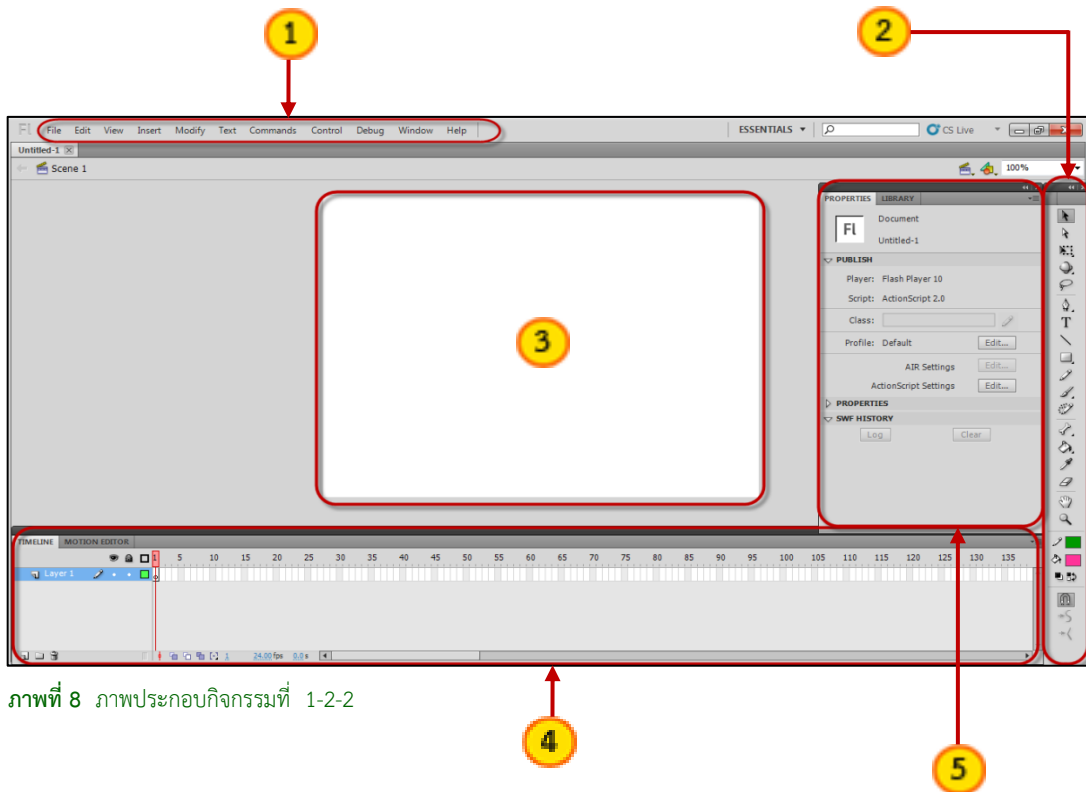 1
2
Fl File Edit View Insert Modify Text Commands Control Debug Window Help ESSENTIALS CS Live
Untitled-1
Scene 1 100%
PROPERTIES LIBRARY
Fl Document
Untitled-1
PUBLISH
Player: Flash Player 10
Script: ActionScript 2.0
Class:
Profile: Default Edit...
AIR Settings Edit...
ActionScript Settings Edit...
PROPERTIES
SWF HISTORY
Log Clear
T
3
TIMELINE MOTION EDITOR
1 5 10 15 20 25 30 35 40 45 50 55 60 65 70 75 80 85 90 95 100 105 110 115 120 125 130 135
Layer 1
1 24.00 fps 0.0 s
ภาพที่ 8 ภาพประกอบกิจกรรมที่ 1-2-2
4
5